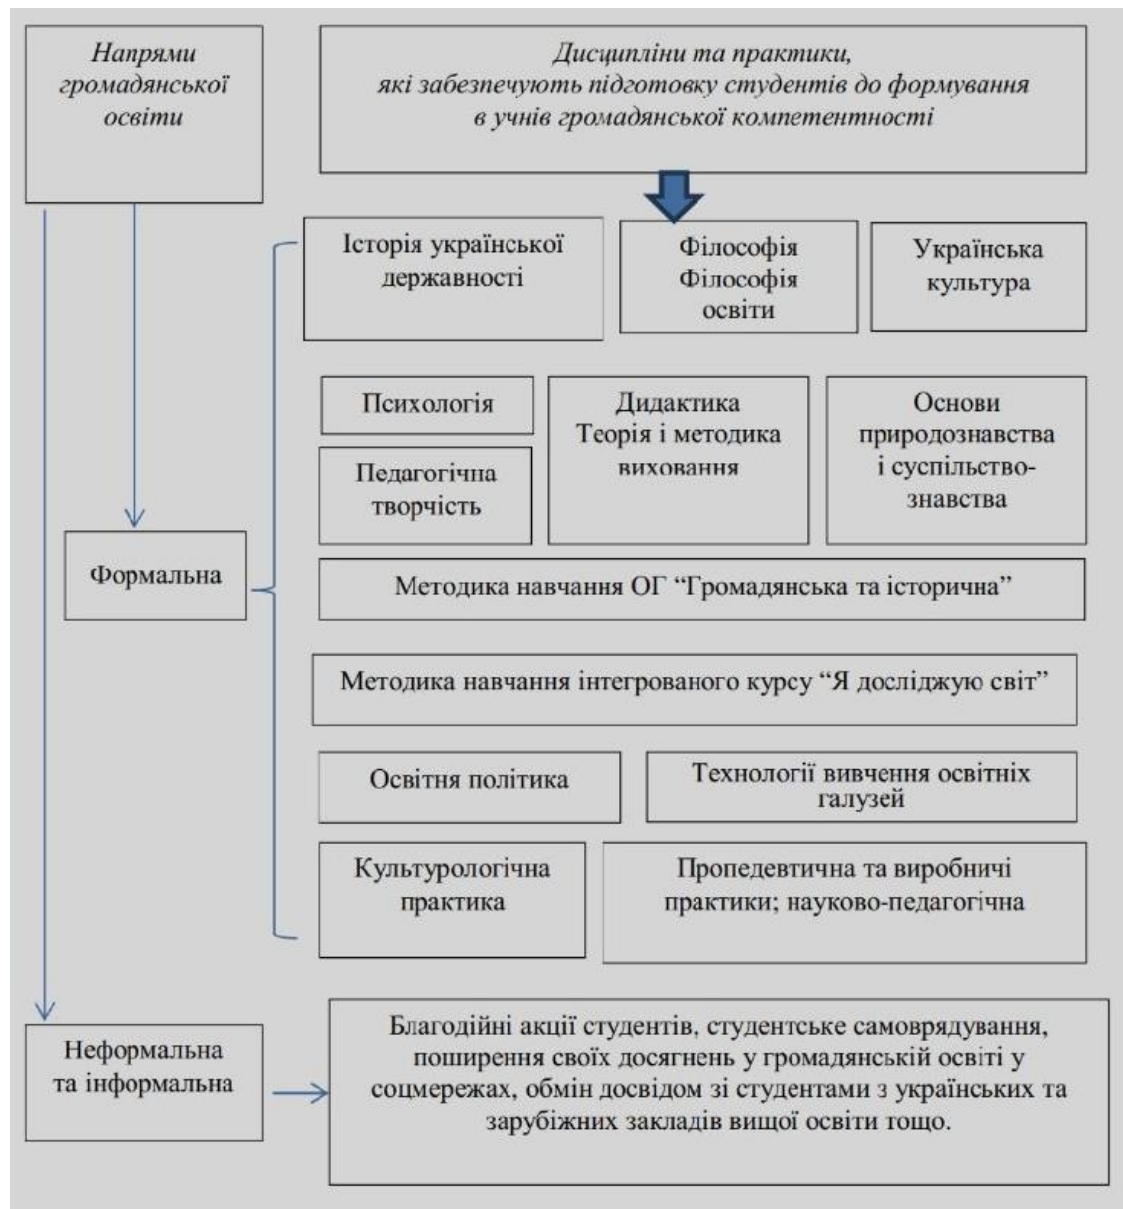 Напрями
громадянської
освіти
Дисципліни та практики,
які забезпечують підготовку студентів до формування
в учнів громадянської компетентності
Історія української
державності
Філософія
Філософія
освіти
Українська
культура
Психологія
Педагогічна
творчість
Дидактика
Теорія і методика
виховання
Основи
природознавства
і суспільство-
знавства
Формальна
Методика навчання ОГ “Громадянська та історична”
Методика навчання інтегрованого курсу “Я досліджую світ”
Освітня політика
Технології вивчення освітніх
галузей
Культурологічна
практика
Пропедевтична та виробничі
практики; науково-педагогічна
Неформальна
та інформальна
Благодійні акції студентів, студентське самоврядування,
поширення своїх досягнень у громадянській освіті у
соцмережах, обмін досвідом зі студентами з українських та
зарубіжних закладів вищої освіти тощо.